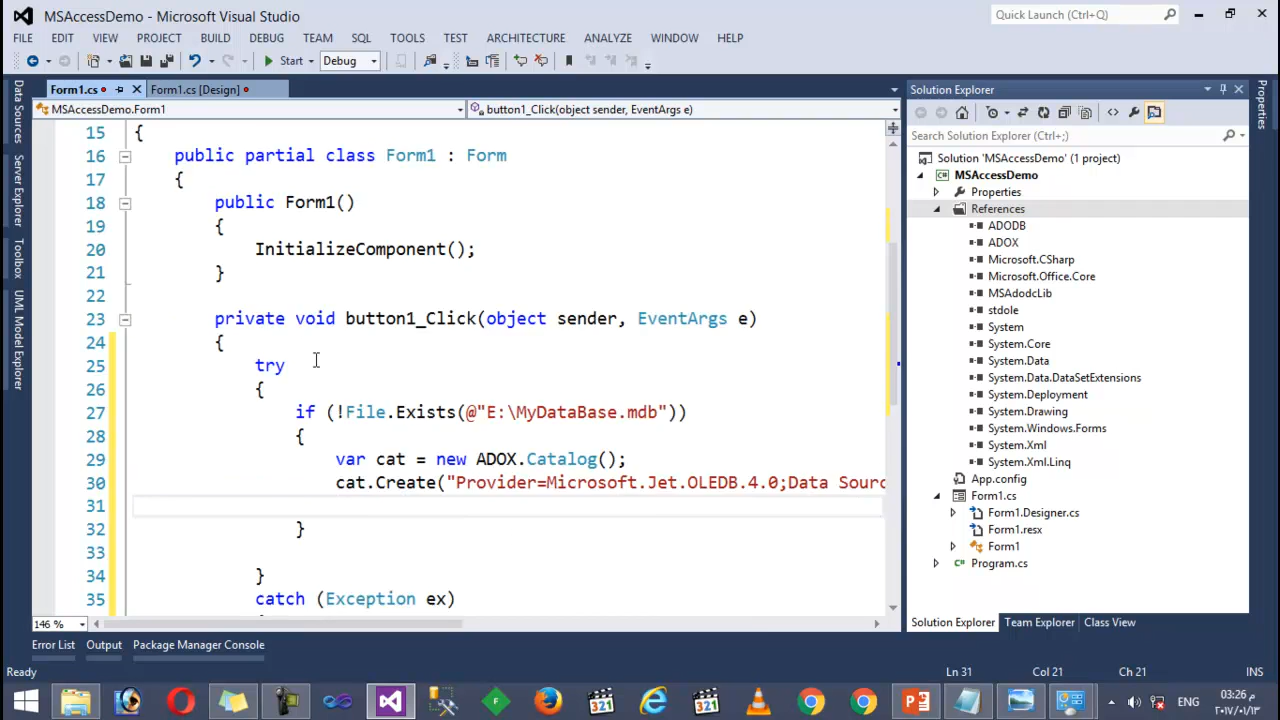 MSAccessDemo - Microsoft Visual Studio
Quick Launch (Ctrl+Q)
FILE EDIT VIEW PROJECT BUILD DEBUG TEAM SQL TOOLS TEST ARCHITECTURE ANALYZE WINDOW HELP
Start Debug
Form1.cs Form1.cs [Design]
MSAccessDemo.Form1 button1_Click(object sender, EventArgs e)
Data Sources
Server Explorer
Toolbox
UML Model Explorer
15 {
16 public partial class Form1 : Form
17 {
18 public Form1()
19 {
20 InitializeComponent();
21 }
22
23 private void button1_Click(object sender, EventArgs e)
24 {
25 try
26 {
27 if (!File.Exists(@"E:\MyDataBase.mdb"))
28 {
29 var cat = new ADOX.Catalog();
30 cat.Create("Provider=Microsoft.Jet.OLEDB.4.0;Data Sourc
31
32 }
33
34 }
35 catch (Exception ex)
146 %
Error List Output Package Manager Console
Solution Explorer
Search Solution Explorer (Ctrl+;)
Solution 'MSAccessDemo' (1 project)
MSAccessDemo
Properties
References
ADODB
ADOX
Microsoft.CSharp
Microsoft.Office.Core
MSAdodcLib
stdole
System
System.Core
System.Data
System.Data.DataSetExtensions
System.Deployment
System.Drawing
System.Windows.Forms
System.Xml
System.Xml.Linq
App.config
Form1.cs
Form1.Designer.cs
Form1.resx
Form1
Program.cs
Solution Explorer Team Explorer Class View
Properties
Ready Ln 31 Col 21 Ch 21 INS
321 321
ENG
03:26 م
٢٠١٧/٠١/١٣